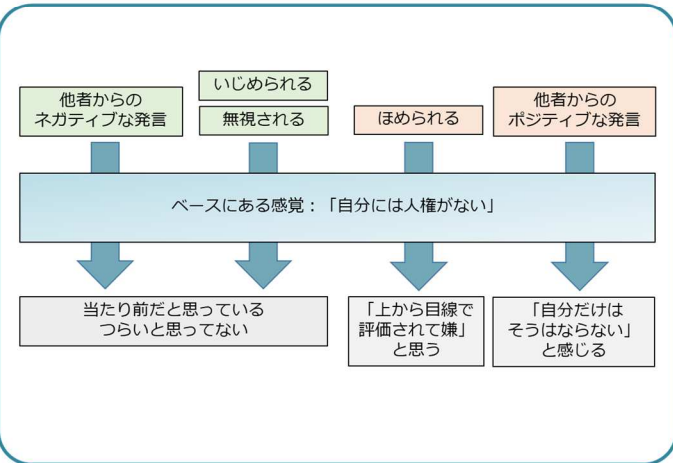 他者からの
ネガティブな発言
いじめられる
無視される
ほめられる
他者からの
ポジティブな発言
ベースにある感覚：「自分には人権がない」
当たり前だと思っている
つらいと思ってない
「上から目線で
評価されて嫌」
と思う
「自分だけは
そうはならない」
と感じる